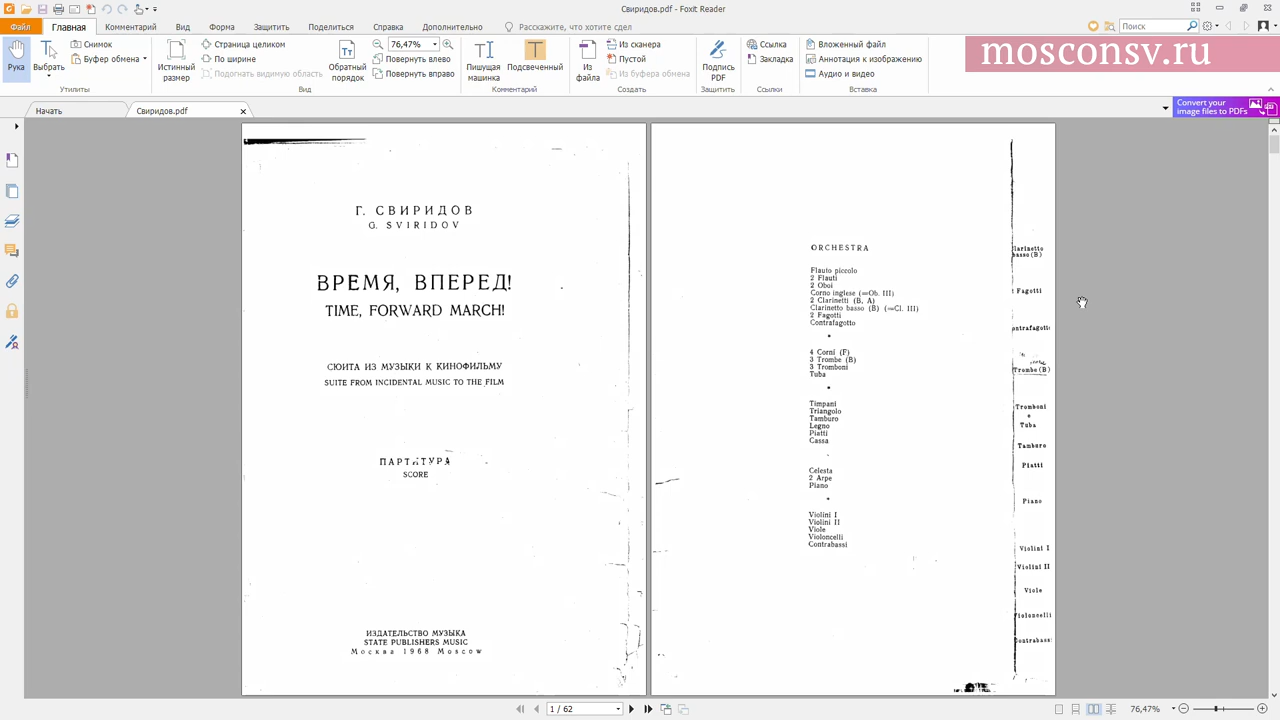 Свиридов.pdf - Foxit Reader
Файл Главная Комментарий Вид Форма Защитить Поделиться Справка Дополнительно Расскажите, что хотите сдел Поиск
mosconsv.ru
Рука
Выбрать
Снимок
Буфер обмена
Утилиты
Истинный размер
Страница целиком
По ширине
Подогнать видимую область
Обратный порядок
76,47%
Повернуть влево
Повернуть вправо
Вид
Пишущая машинка
Подсвеченный
Комментарий
Из файла
Из сканера
Пустой
Из буфера обмена
Создать
Подпись PDF
Защитить
Ссылка
Закладка
Ссылки
Вложенный файл
Аннотация к изображению
Аудио и видео
Вставка
Начать Свиридов.pdf
Convert your
image files to PDFs
Г. СВИРИДОВ
G. SVIRIDOV
ВРЕМЯ, ВПЕРЕД!
TIME, FORWARD MARCH!
СЮИТА ИЗ МУЗЫКИ К КИНОФИЛЬМУ
SUITE FROM INCIDENTAL MUSIC TO THE FILM
ПАРТИТУРА
SCORE
ИЗДАТЕЛЬСТВО МУЗЫКА
STATE PUBLISHERS MUSIC
Москва 1968 Moscow
ORCHESTRA
Flauto piccolo
2 Flauti
2 Oboi
Corno inglese (=Ob. III)
2 Clarinetti (B, A)
Clarinetto basso (B) (=Cl. III)
2 Fagotti
Contrafagotto
4 Corni (F)
3 Trombe (B)
3 Tromboni
Tuba
Timpani
Triangolo
Tamburo
Legno
Piatti
Cassa
Celesta
2 Arpe
Piano
Violini I
Violini II
Viole
Violoncelli
Contrabassi
larinetto
basso (B)
Fagotti
ontrafagotto
Trombe (B)
Tromboni
e
Tuba
Tamburo
Piatti
Piano
Violini I
Violini II
Viole
Violoncelli
Contrabassi
1 / 62
76,47%